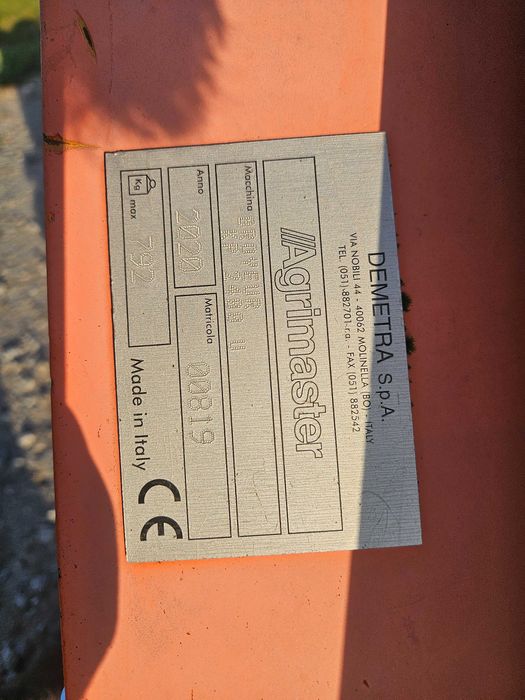 DEMETRA S.p.A.
VIA NOBILI 44 - 40062 MOLINELLA (BO) - ITALY
TEL. (051)-882701-r.a. - FAX (051) 882542
//Agrimaster
Macchina
BROYEUR
U
Anno
2020
Matricola
00819
Kg
max
792
Made in Italy
CE